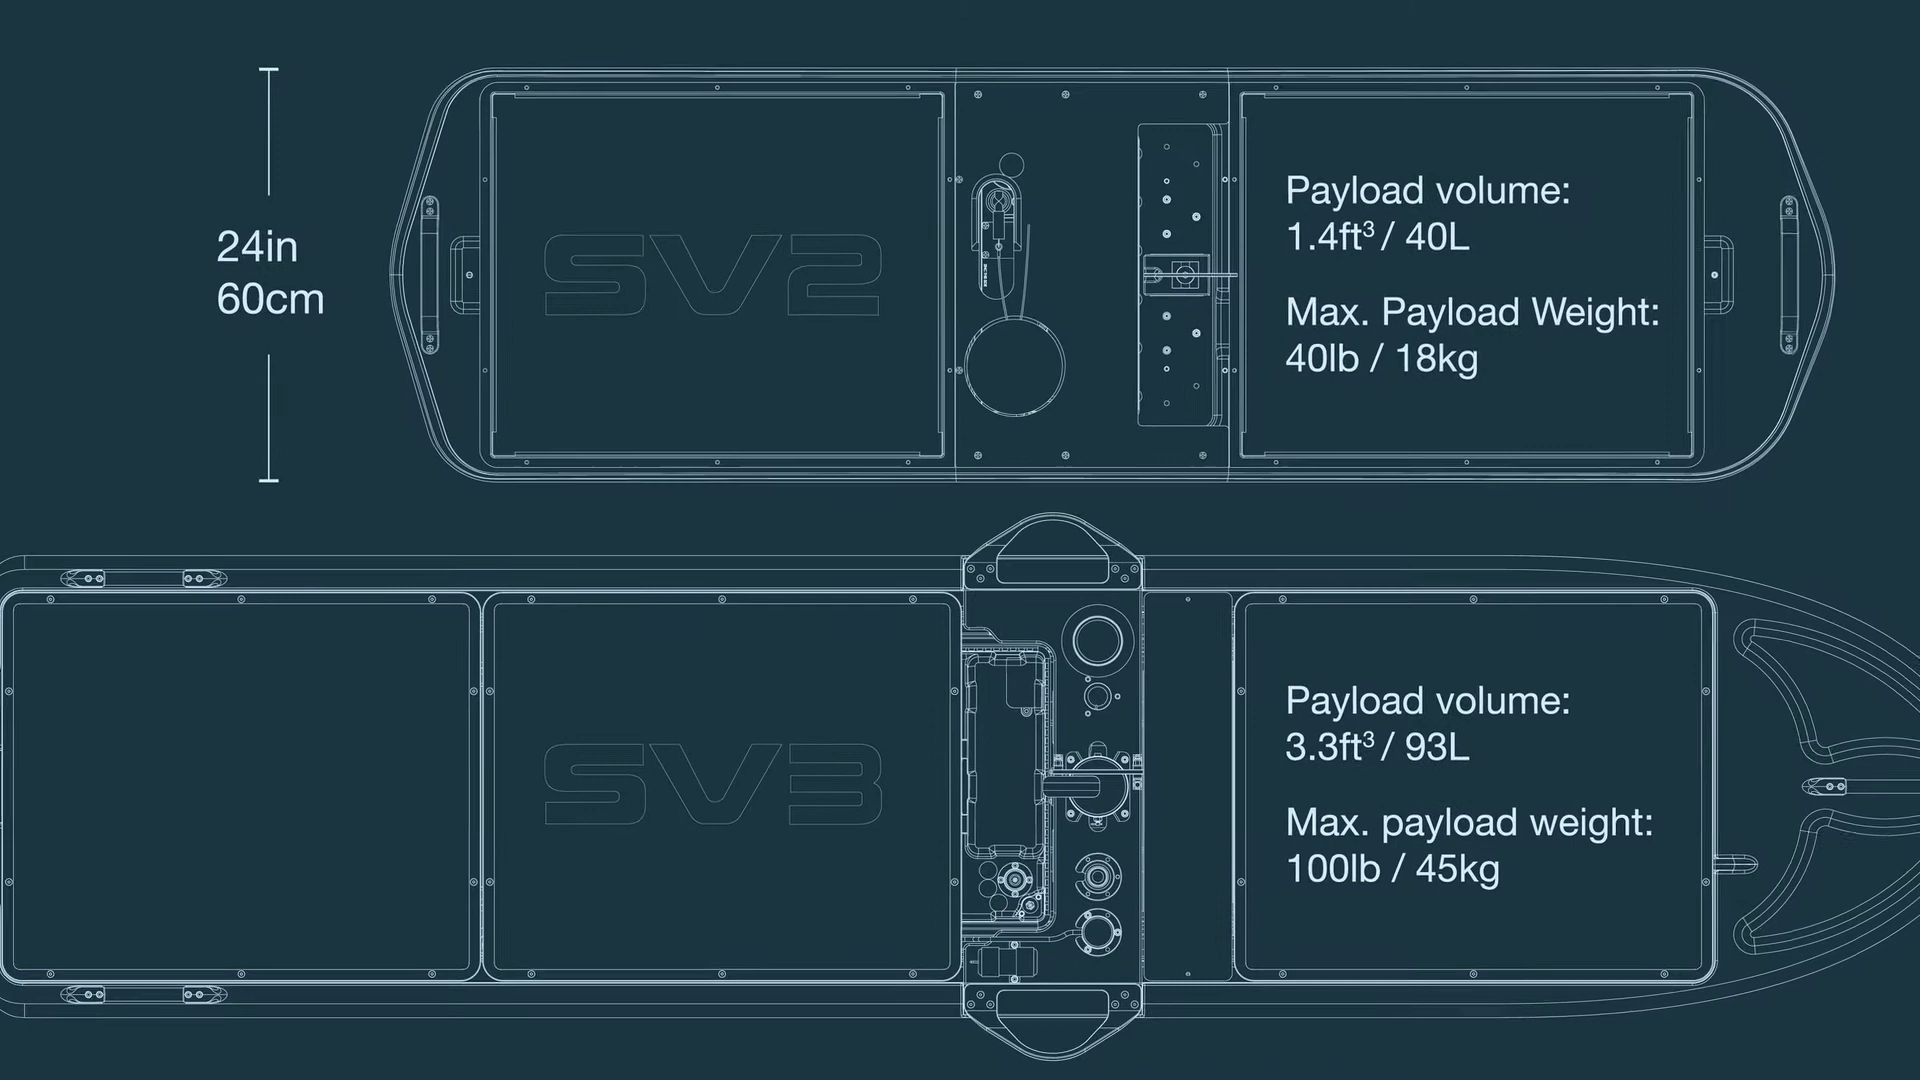 24in
60cm
SV2
Payload volume:
1.4ft³ / 40L
Max. Payload Weight:
40lb / 18kg
SV3
Payload volume:
3.3ft³ / 93L
Max. payload weight:
100lb / 45kg